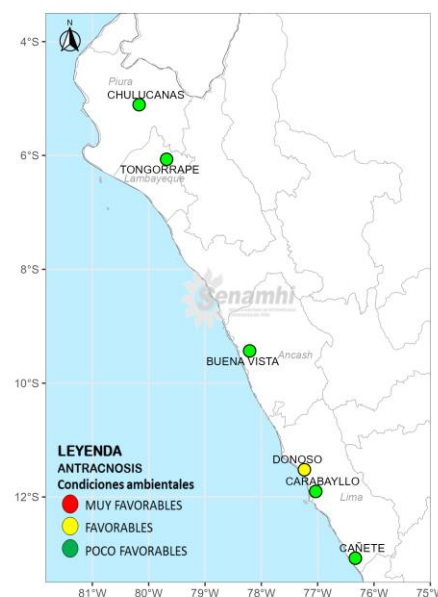 N
4°S
6°S
8°S
10°S
12°S
Piura
CHULUCANAS
TONGORRAPE
Lambayeque
Senamhi
BUENA VISTA
Ancash
DONOSO
CARABAYLLO
Lima
CAÑETE
LEYENDA
ANTRACNOSIS
Condiciones ambientales
MUY FAVORABLES
FAVORABLES
POCO FAVORABLES
81°W
80°W
79°W
78°W
77°W
76°W
75°W